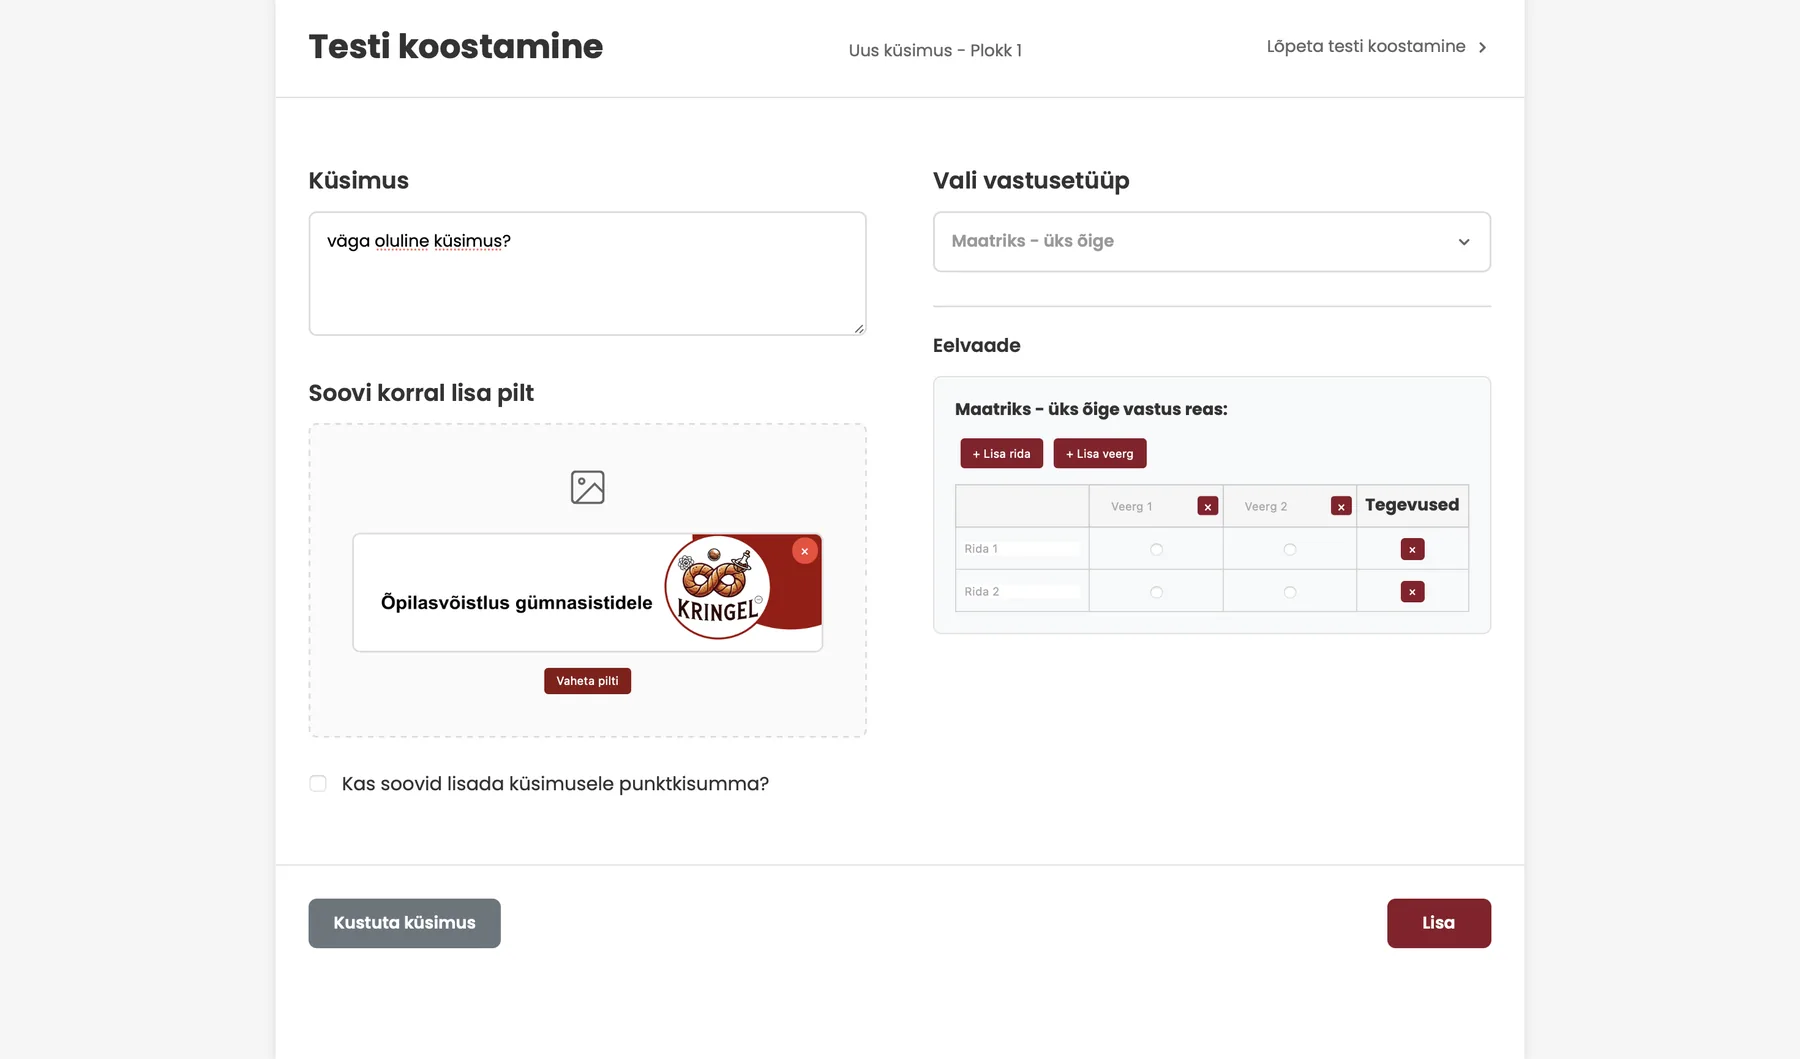 Testi koostamine
Uus küsimus - Plokk 1
Lõpeta testi koostamine
Küsimus
väga oluline küsimus?
Soovi korral lisa pilt
Õpilasvõistlus gümnasistidele
KRINGEL
Vaheta pilti
Kas soovid lisada küsimusele punktkisumma?
Vali vastusetüüp
Maatriks - üks õige
Eelvaade
Maatriks - üks õige vastus reas:
+ Lisa rida + Lisa veerg
Veerg 1 × Veerg 2 × Tegevused
Rida 1 ×
Rida 2 ×
Kustuta küsimus
Lisa